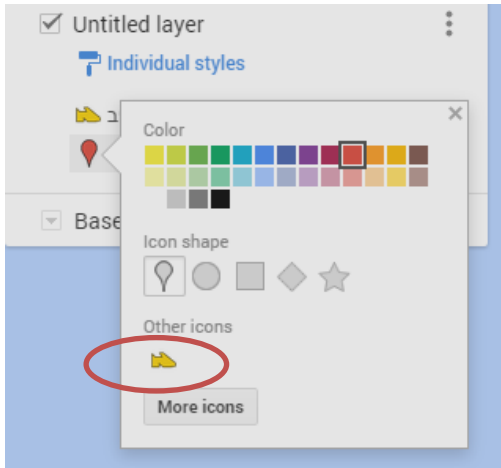 Untitled layer
Individual styles
ב
Color
Base
Icon shape
Other icons
More icons